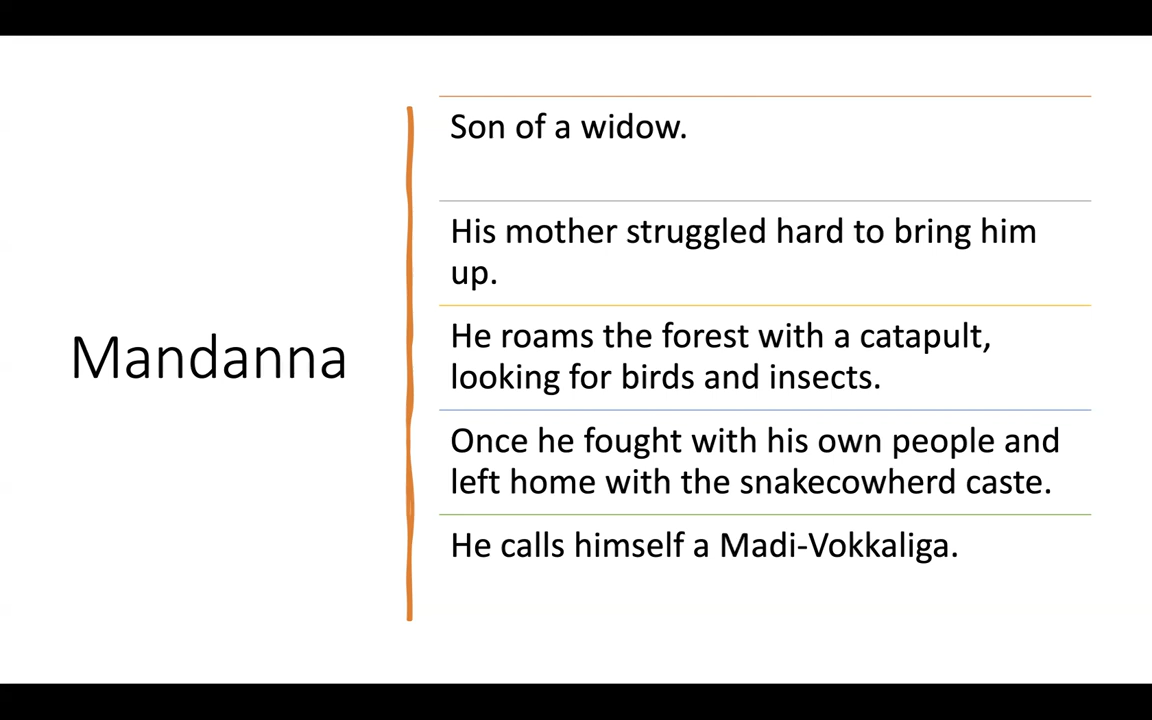 Mandanna
Son of a widow.
His mother struggled hard to bring him
up.
He roams the forest with a catapult,
looking for birds and insects.
Once he fought with his own people and
left home with the snakecowherd caste.
He calls himself a Madi-Vokkaliga.